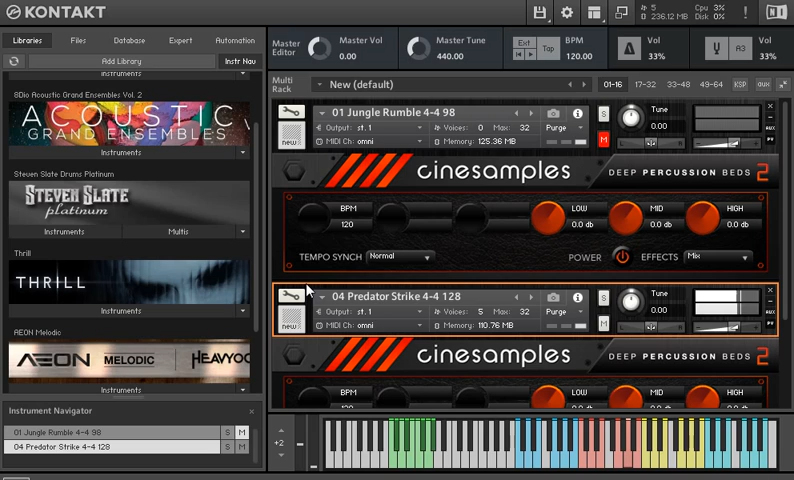 KONTAKT
5
236.12 MB
Cpu 3%
Disk 0%
!
Libraries Files Database Expert Automation
Add Library Instr Nav
Instruments
8Dio Acoustic Grand Ensembles Vol. 2
ACOUSTIC
GRAND ENSEMBLES
Instruments
Steven Slate Drums Platinum
STEVEN SLATE
platinum
Instruments Multis
Thrill
THRILL
Instruments
AEON Melodic
AEON MELODIC HEAVYOC
Instruments
Instrument Navigator
01 Jungle Rumble 4-4 98 S M
04 Predator Strike 4-4 128 S M
Master Editor
Master Vol
0.00
Master Tune
440.00
Ext Tap
BPM
120.00
Vol
33%
A3
Vol
33%
Multi Rack
New (default)
01-16 17-32 33-48 49-64 KSP aux
01 Jungle Rumble 4-4 98
Output: st. 1 Voices: 0 Max: 32 Purge
new MIDI Ch: omni Memory: 125.36 MB
S
M
Tune
0.00
AUX
PV
cinesamples
DEEP PERCUSSION BEDS 2
BPM
120
LOW
0.0 db
MID
0.0 db
HIGH
0.0 db
TEMPO SYNCH Normal POWER EFFECTS Mix
04 Predator Strike 4-4 128
Output: st. 1 Voices: 5 Max: 32 Purge
new MIDI Ch: omni Memory: 110.76 MB
S
M
Tune
0.00
AUX
PV
cinesamples
DEEP PERCUSSION BEDS 2
BPM LOW MID HIGH
+2